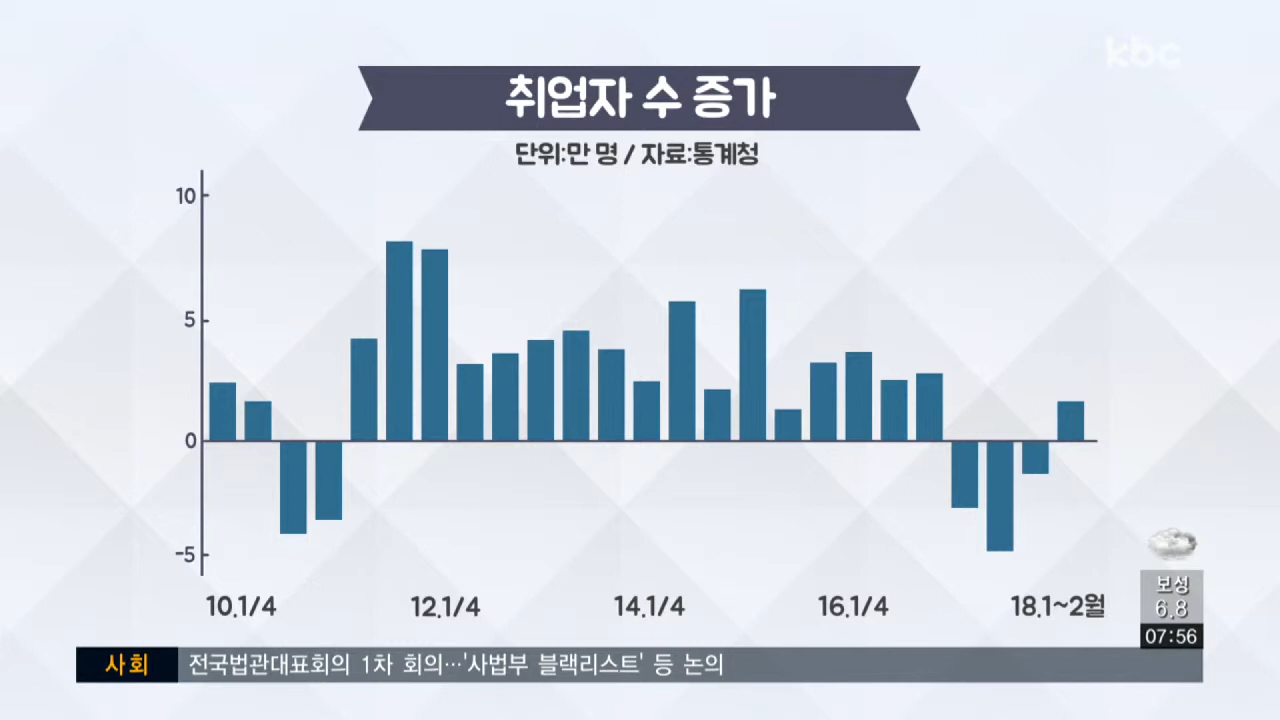 kbc
취업자 수 증가
단위:만 명 / 자료:통계청
10
5
0
-5
10.1/4 12.1/4 14.1/4 16.1/4 18.1~2월
보성
6.8
07:56
사회 전국법관대표회의 1차 회의…'사법부 블랙리스트' 등 논의